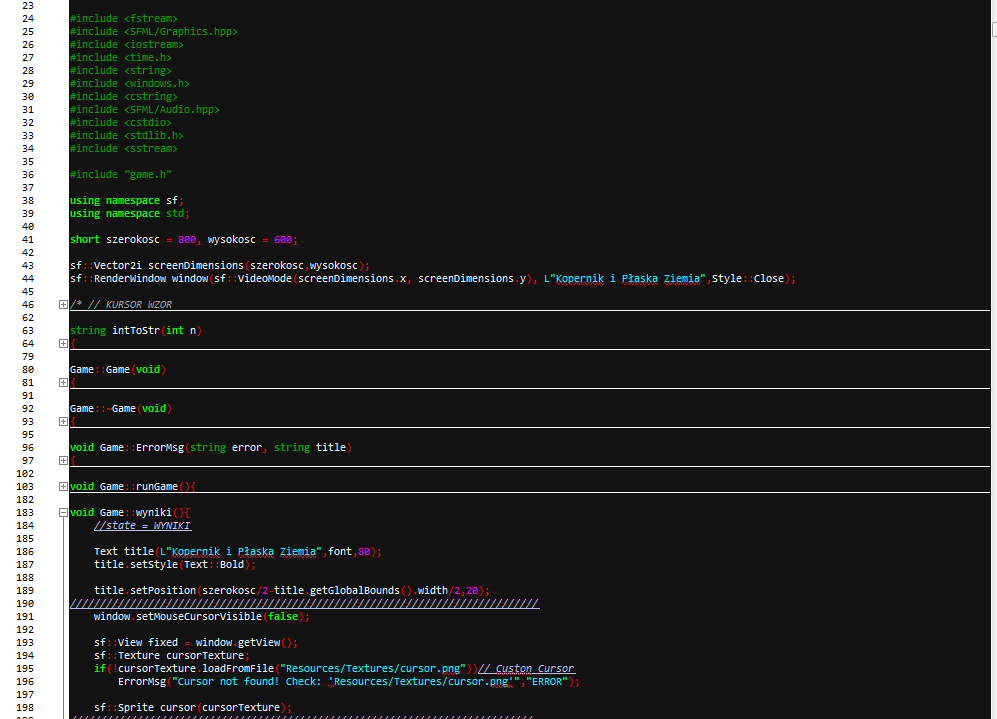 23
24 #include <fstream>
25 #include <SFML/Graphics.hpp>
26 #include <iostream>
27 #include <time.h>
28 #include <string>
29 #include <windows.h>
30 #include <cstring>
31 #include <SFML/Audio.hpp>
32 #include <cstdio>
33 #include <stdlib.h>
34 #include <sstream>
35
36 #include "game.h"
37
38 using namespace sf;
39 using namespace std;
40
41 short szerokosc = 800, wysokosc = 600;
42
43 sf::Vector2i screenDimensions(szerokosc,wysokosc);
44 sf::RenderWindow window(sf::VideoMode(screenDimensions.x, screenDimensions.y), L"Kopernik i Płaska Ziemia",Style::Close);
45
46 /* // KURSOR WZOR
62
63 string intToStr(int n)
64 {
79
80 Game::Game(void)
81 {
91
92 Game::~Game(void)
93 {
95
96 void Game::ErrorMsg(string error, string title)
97 {
102
103 void Game::runGame(){
182
183 void Game::wyniki(){
184 //state = WYNIKI
185
186 Text title(L"Kopernik i Płaska Ziemia",font,80);
187 title.setStyle(Text::Bold);
188
189 title.setPosition(szerokosc/2-title.getGlobalBounds().width/2,20);
190 //////////////////////////////////////////////////////////////////////////////
191 window.setMouseCursorVisible(false);
192
193 sf::View fixed = window.getView();
194 sf::Texture cursorTexture;
195 if(!cursorTexture.loadFromFile("Resources/Textures/cursor.png"))// Custon Cursor
196 ErrorMsg("Cursor not found! Check: 'Resources/Textures/cursor.png'","ERROR");
197
198 sf::Sprite cursor(cursorTexture);